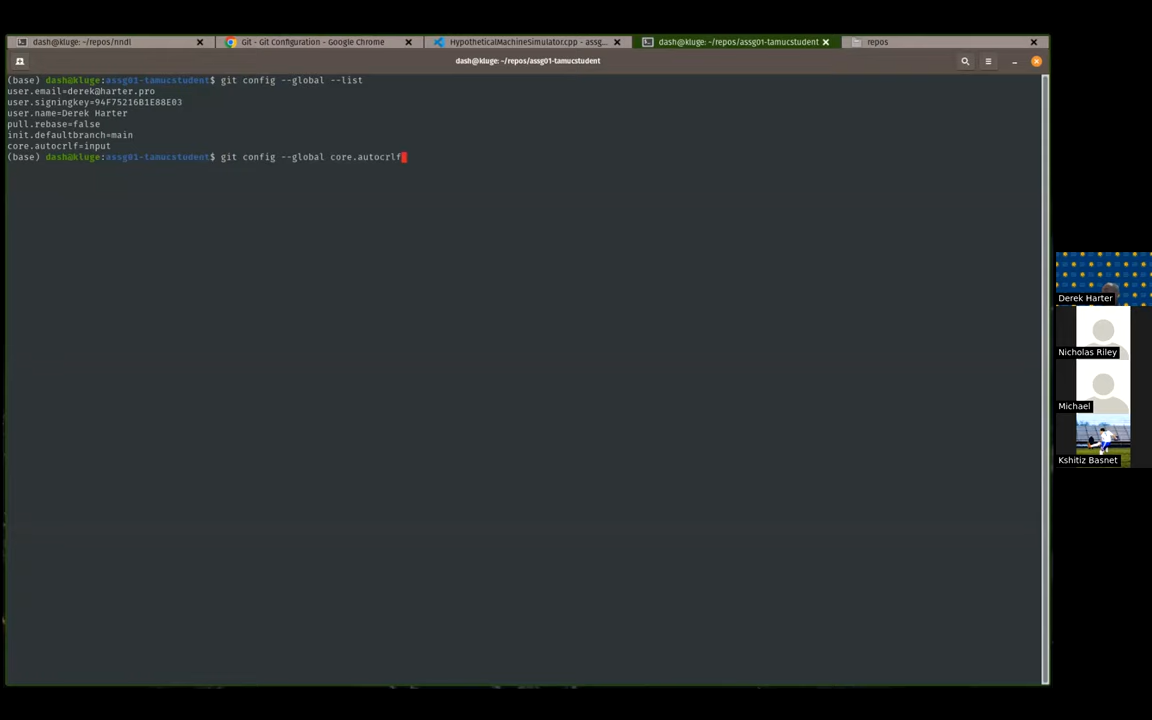 dash@kluge: ~/repos/nndl
Git - Git Configuration - Google Chrome
HypotheticalMachineSimulator.cpp - assg...
dash@kluge: ~/repos/assg01-tamucstudent
repos
dash@kluge: ~/repos/assg01-tamucstudent
(base) dash@kluge:assg01-tamucstudent$ git config --global --list
user.email=derek@harter.pro
user.signingkey=94F75216B1E88E03
user.name=Derek Harter
pull.rebase=false
init.defaultbranch=main
core.autocrlf=input
(base) dash@kluge:assg01-tamucstudent$ git config --global core.autocrlf
Derek Harter
Nicholas Riley
Michael
Kshitiz Basnet